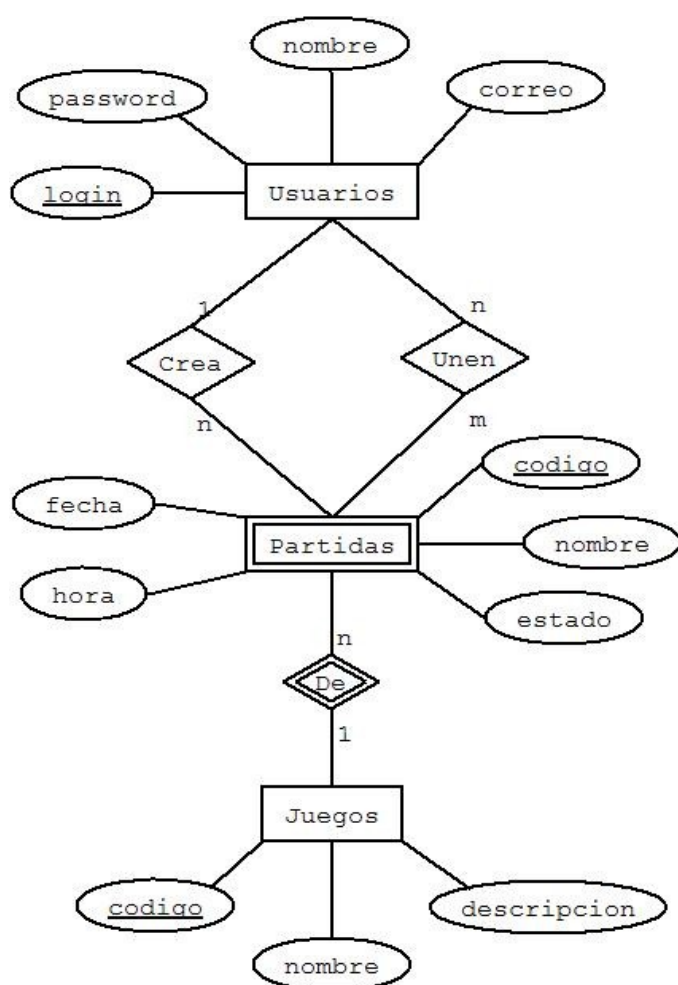 nombre
password
correo
login
Usuarios
1
n
Crea
Unen
n
m
codigo
fecha
Partidas
nombre
hora
estado
n
De
1
Juegos
codigo
descripcion
nombre